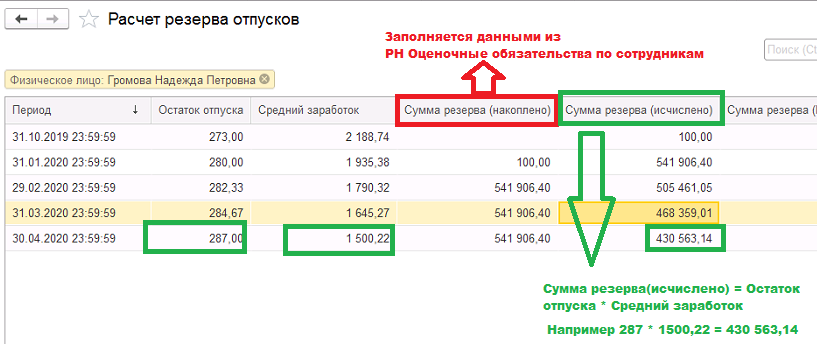 Расчет резерва отпусков
Заполняется данными из
РН Оценочные обязательства по сотрудникам
Поиск (Ct
Физическое лицо: Громова Надежда Петровна
Период ↓ Остаток отпуска Средний заработок Сумма резерва (накоплено) Сумма резерва (исчислено) Сумма резерва (
31.10.2019 23:59:59 273,00 2 188,74 100,00
31.01.2020 23:59:59 280,00 1 935,38 100,00 541 906,40
29.02.2020 23:59:59 282,33 1 790,32 541 906,40 505 461,05
31.03.2020 23:59:59 284,67 1 645,27 541 906,40 468 359,01
30.04.2020 23:59:59 287,00 1 500,22 541 906,40 430 563,14
Сумма резерва(исчислено) = Остаток
отпуска * Средний заработок
Например 287 * 1500,22 = 430 563,14